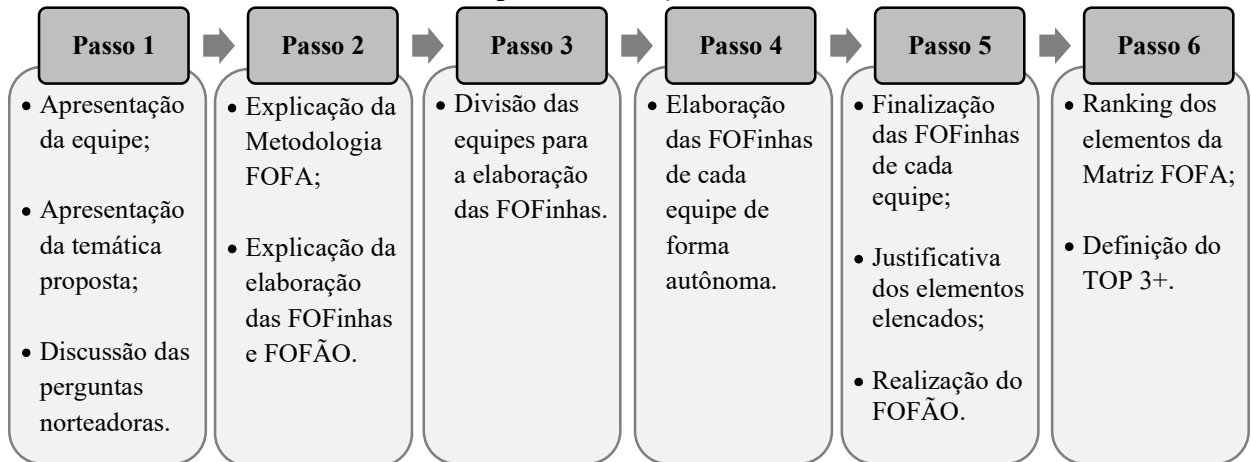 Passo 1
Apresentação
da equipe;
Apresentação
da temática
proposta;
Discussão das
perguntas
norteadoras.
Passo 2
Explicação da
Metodologia
FOFA;
Explicação da
elaboração
das FOFinhas
e FOFÃO.
Passo 3
Divisão das
equipes para
a elaboração
das FOFinhas.
Passo 4
Elaboração
das FOFinhas
de cada
equipe de
forma
autônoma.
Passo 5
Finalização
das FOFinhas
de cada
equipe;
Justificativa
dos elementos
elencados;
Realização do
FOFÃO.
Passo 6
Ranking dos
elementos da
Matriz FOFA;
Definição do
TOP 3+.